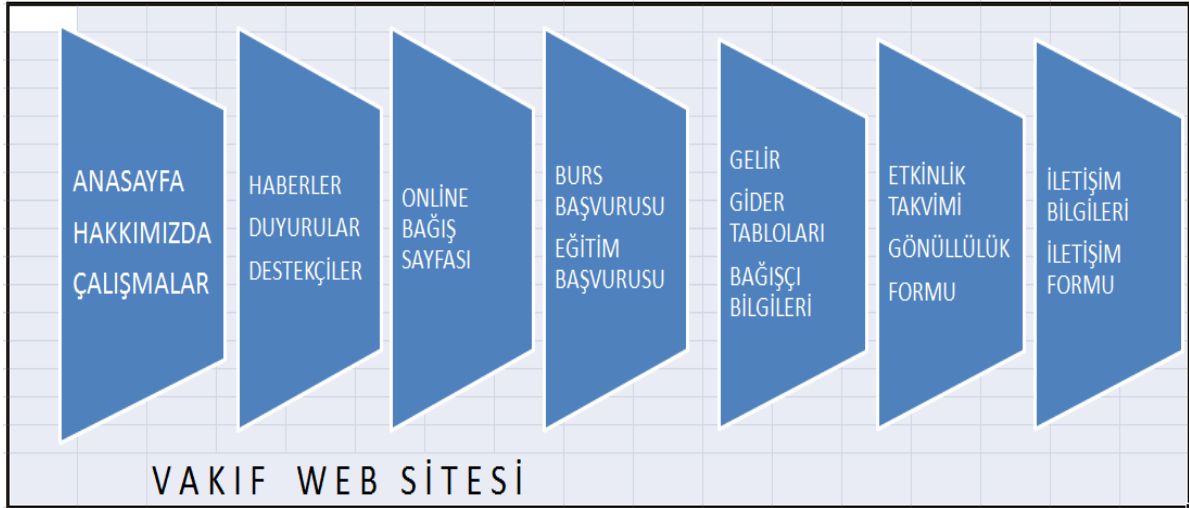 ANASAYFA
HAKKIMIZDA
ÇALIŞMALAR
HABERLER
DUYURULAR
DESTEKÇİLER
ONLİNE
BAĞIŞ
SAYFASI
BURS
BAŞVURUSU
EĞİTİM
BAŞVURUSU
GELİR
GİDER
TABLOLARI
BAĞIŞÇI
BİLGİLERİ
ETKİNLİK
TAKVİMİ
GÖNÜLLÜLÜK
FORMU
İLETİŞİM
BİLGİLERİ
İLETİŞİM
FORMU
VAKIF WEB SİTESİ